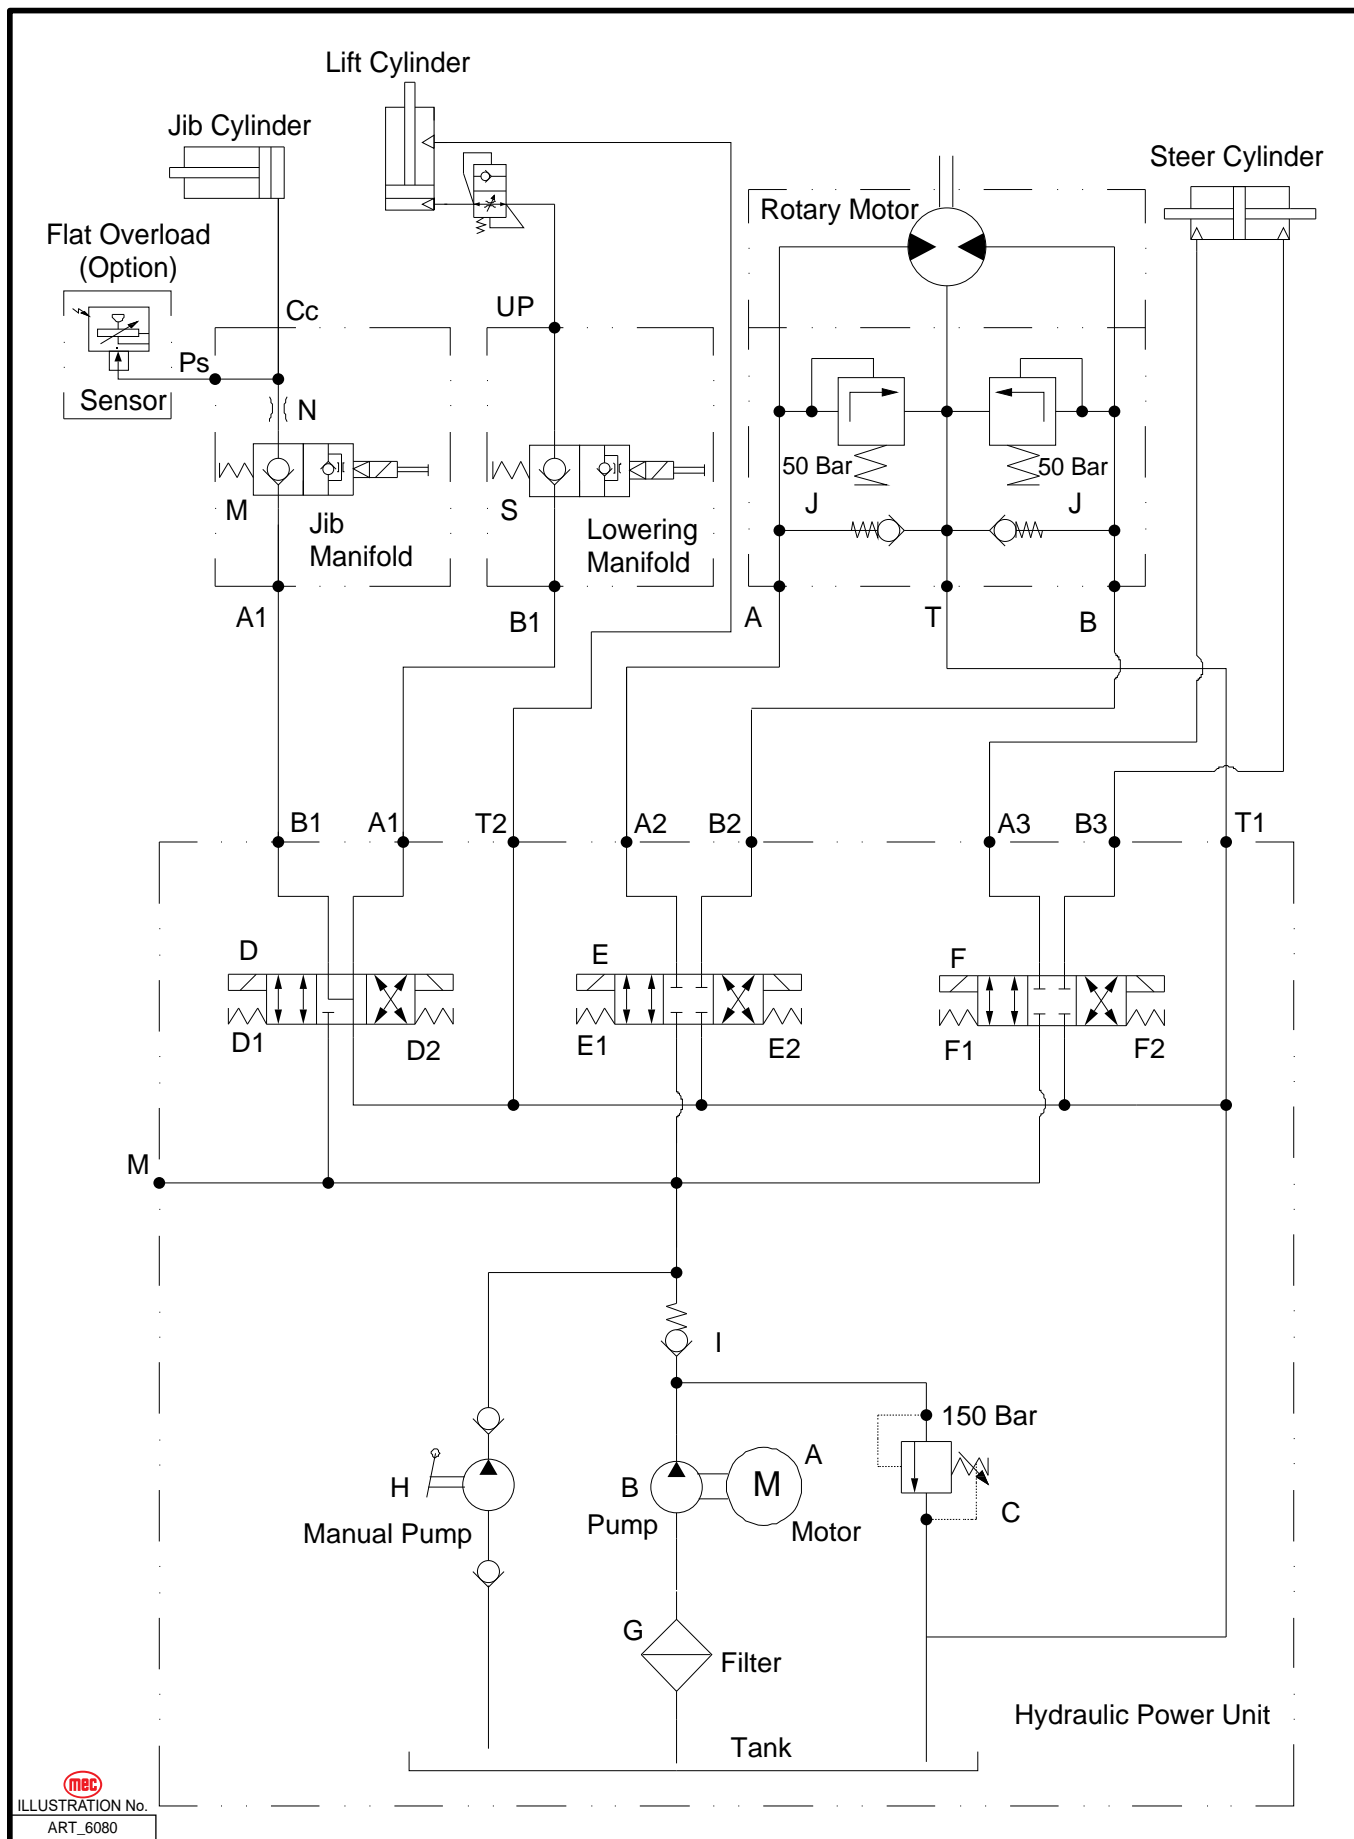 Lift Cylinder
Jib Cylinder
Steer Cylinder
Rotary Motor
Flat Overload
(Option)
Cc
UP
Ps
Sensor
N
50 Bar
50 Bar
M
S
J
J
Jib
Manifold
Lowering
Manifold
A1
B1
A
T
B
B1
A1
T2
A2
B2
A3
B3
T1
D
E
F
D1
D2
E1
E2
F1
F2
M
I
150 Bar
A
H
B
M
C
Manual Pump
Pump
Motor
G
Filter
Hydraulic Power Unit
Tank
mec
ILLUSTRATION No.
ART_6080